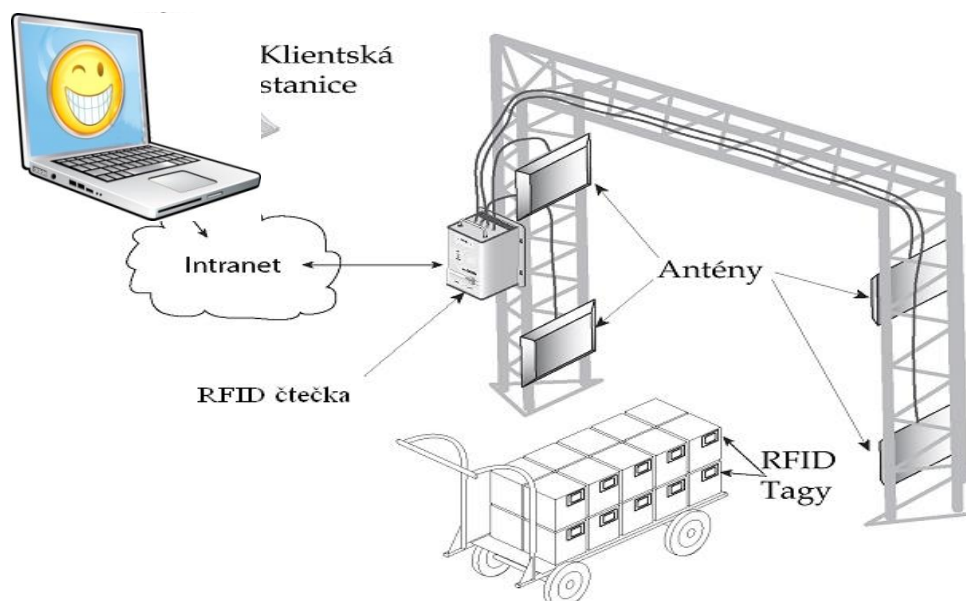 Klientská
stanice
Intranet
Antény
RFID čtečka
RFID
Tagy